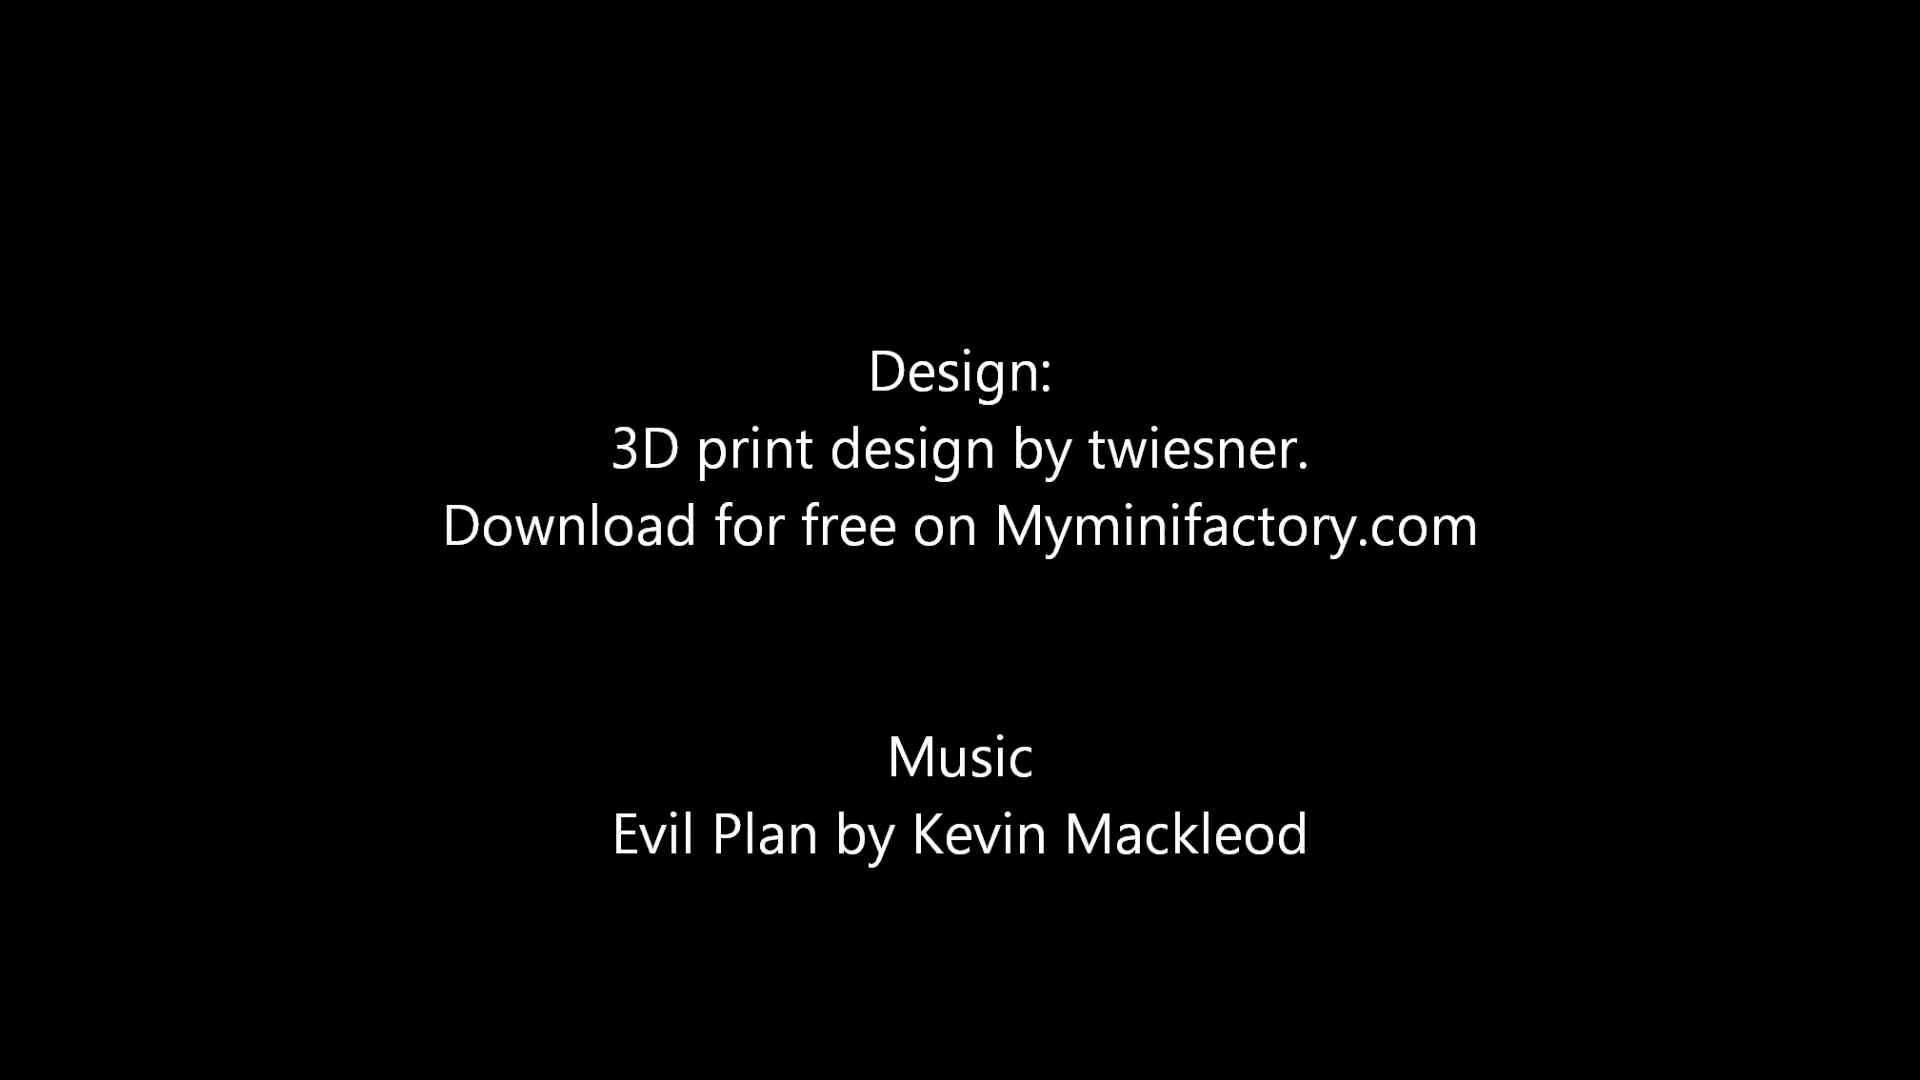 Design:
3D print design by twiesner.
Download for free on Myminifactory.com
Music
Evil Plan by Kevin Mackleod